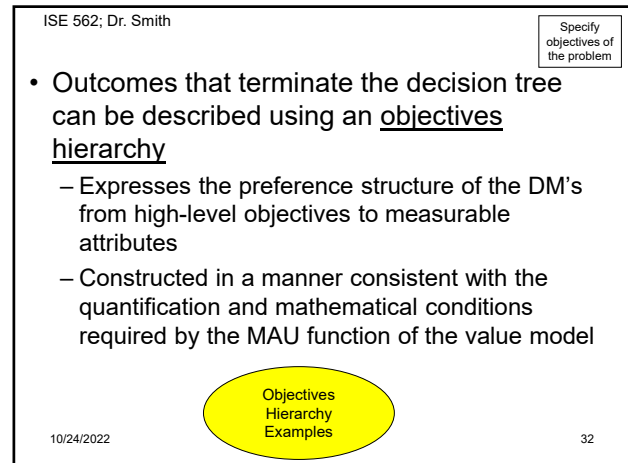 ISE 562; Dr. Smith
Specify
objectives of
the problem
• Outcomes that terminate the decision tree
can be described using an objectives
hierarchy
– Expresses the preference structure of the DM's
from high-level objectives to measurable
attributes
– Constructed in a manner consistent with the
quantification and mathematical conditions
required by the MAU function of the value model
Objectives
Hierarchy
Examples
10/24/2022
32